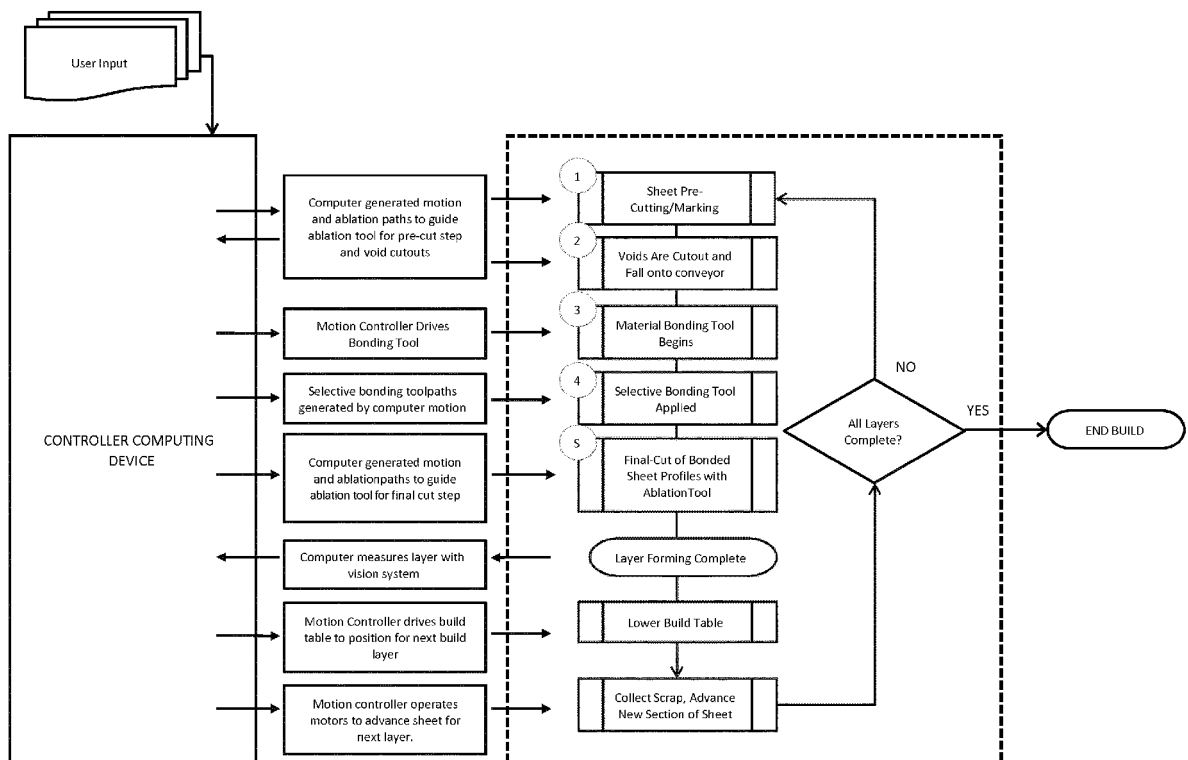 User Input
CONTROLLER COMPUTING
DEVICE
Computer generated motion
and ablation paths to guide
ablation tool for pre-cut step
and void cutouts
Motion Controller Drives
Bonding Tool
Selective bonding toolpaths
generated by computer motion
Computer generated motion
and ablationpaths to guide
ablation tool for final cut step
Computer measures layer with
vision system
Motion Controller drives build
table to position for next build
layer
Motion controller operates
motors to advance sheet for
next layer.
1
Sheet Pre-
Cutting/Marking
2
Voids Are Cutout and
Fall onto conveyor
3
Material Bonding Tool
Begins
4
Selective Bonding Tool
Applied
5
Final-Cut of Bonded
Sheet Profiles with
AblationTool
Layer Forming Complete
Lower Build Table
Collect Scrap, Advance
New Section of Sheet
NO
All Layers
Complete?
YES
END BUILD